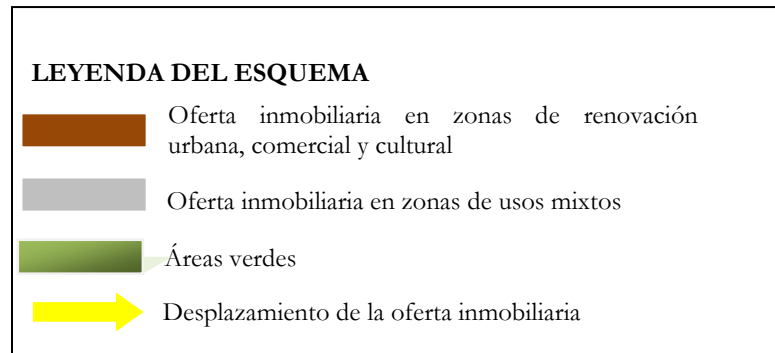 LEYENDA DEL ESQUEMA
Oferta inmobiliaria en zonas de renovación
urbana, comercial y cultural
Oferta inmobiliaria en zonas de usos mixtos
Áreas verdes
Desplazamiento de la oferta inmobiliaria